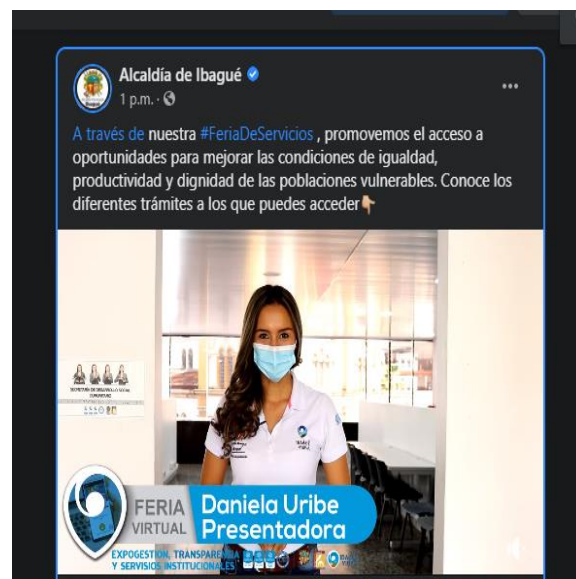 Alcaldía de Ibagué
1 p.m. ·
A través de nuestra #FeriaDeServicios , promovemos el acceso a
oportunidades para mejorar las condiciones de igualdad,
productividad y dignidad de las poblaciones vulnerables. Conoce los
diferentes trámites a los que puedes acceder👇🏽
FERIA
VIRTUAL
Daniela Uribe
Presentadora
EXPOGESTIÓN, TRANSPARENCIA
Y SERVICIOS INSTITUCIONALES